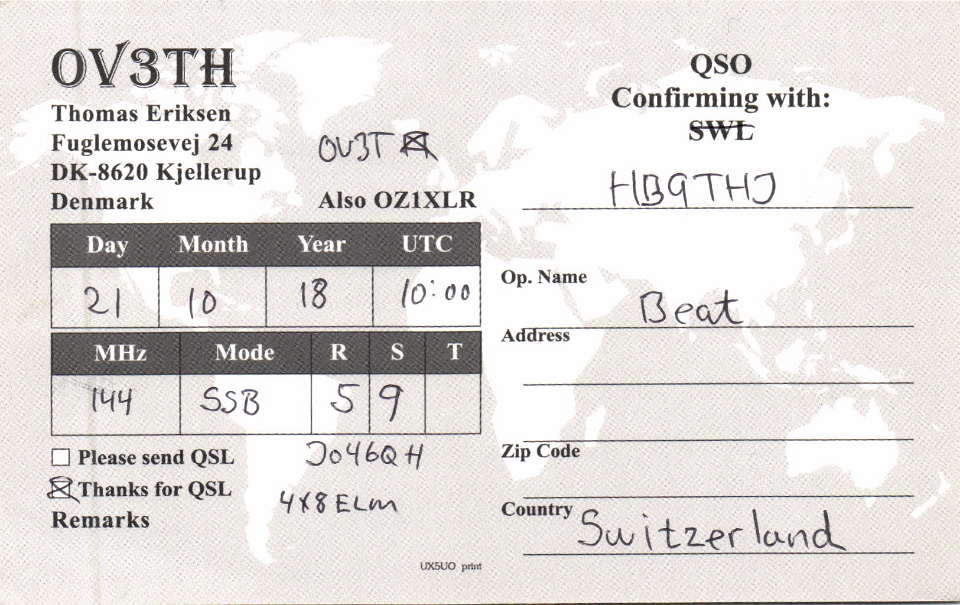 OV3TH
Thomas Eriksen
Fuglemosevej 24
DK-8620 Kjellerup
Denmark
OV3T
Also OZ1XLR
Day Month Year UTC
21 10 18 10:00
MHz Mode R S T
144 SSB 5 9
Please send QSL
JO46QH
Thanks for QSL
4x8ELm
Remarks
UX5UO print
QSO
Confirming with:
SWL
HB9THJ
Op. Name
Beat
Address
Zip Code
Country Switzerland